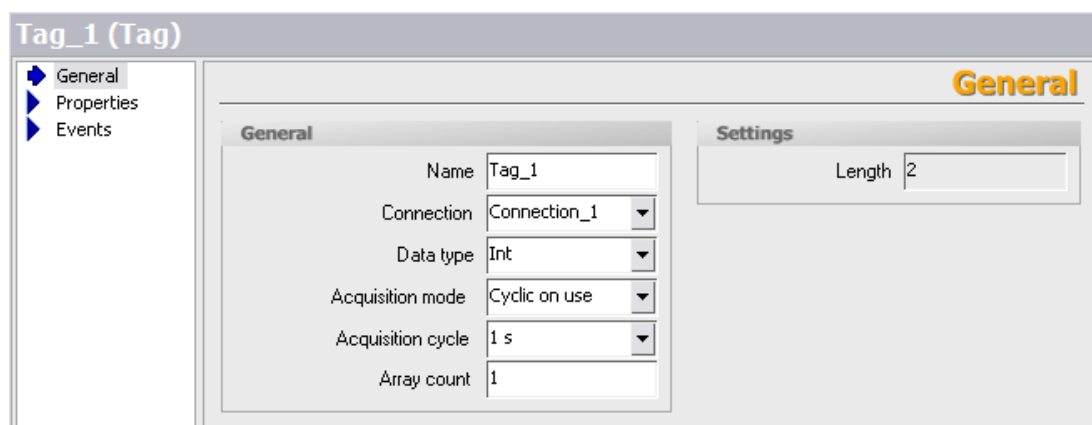 Tag_1 (Tag)
General
Properties
Events
General
General
Name Tag_1
Connection Connection_1
Data type Int
Acquisition mode Cyclic on use
Acquisition cycle 1 s
Array count 1
Settings
Length 2